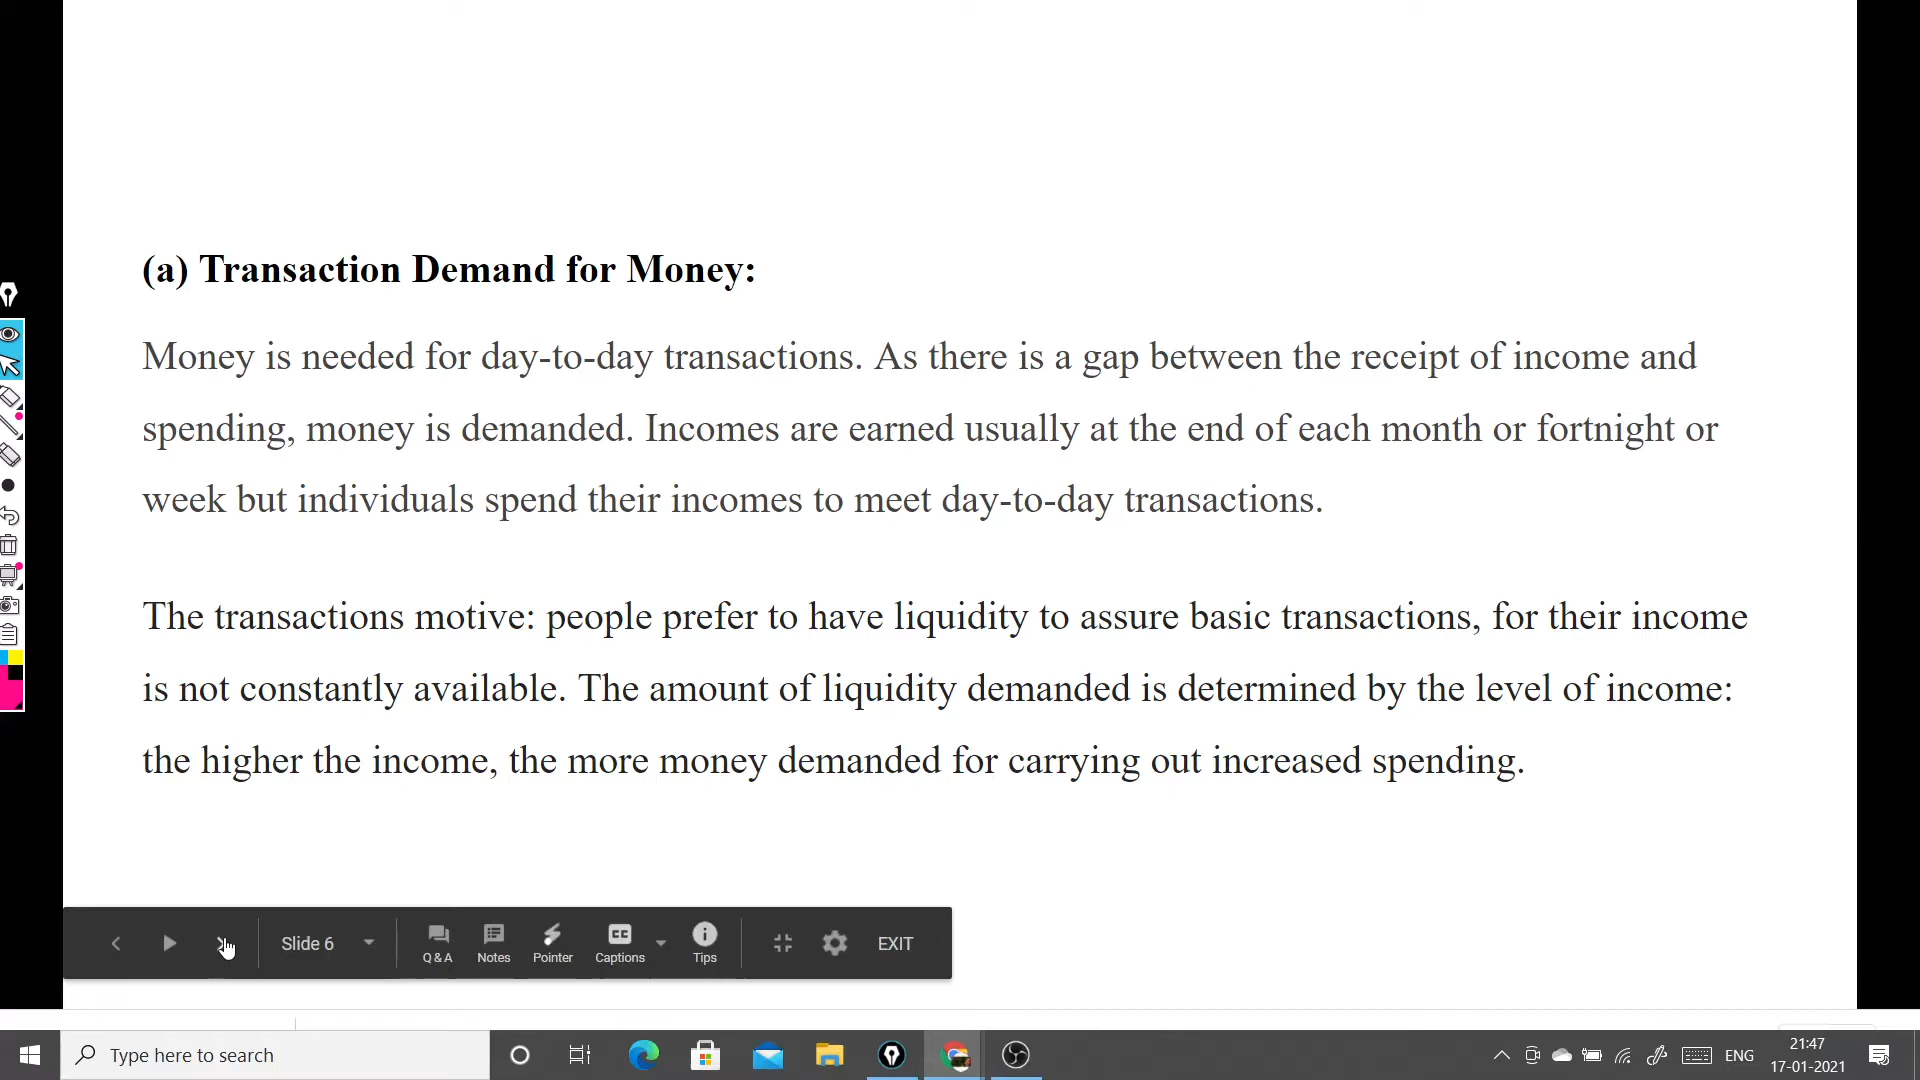 (a) Transaction Demand for Money:
Money is needed for day-to-day transactions. As there is a gap between the receipt of income and
spending, money is demanded. Incomes are earned usually at the end of each month or fortnight or
week but individuals spend their incomes to meet day-to-day transactions.
The transactions motive: people prefer to have liquidity to assure basic transactions, for their income
is not constantly available. The amount of liquidity demanded is determined by the level of income:
the higher the income, the more money demanded for carrying out increased spending.
Slide 6
Q & A
Notes
Pointer
CC
Captions
Tips
EXIT
Type here to search
ENG
21:47
17-01-2021